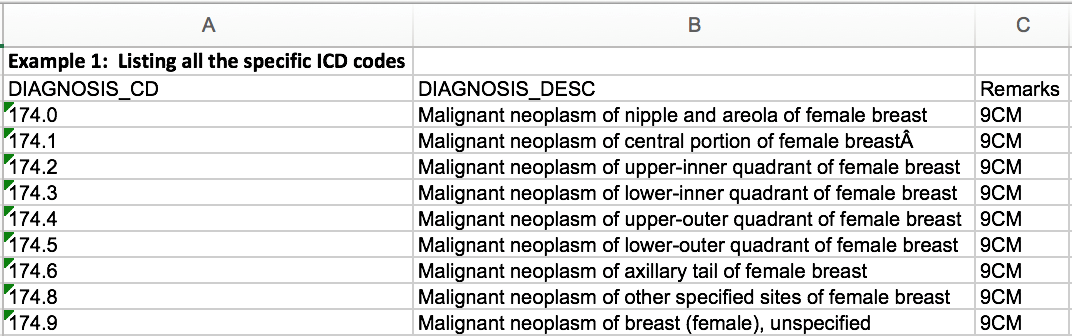 A B C
Example 1: Listing all the specific ICD codes
DIAGNOSIS_CD DIAGNOSIS_DESC Remarks
174.0 Malignant neoplasm of nipple and areola of female breast 9CM
174.1 Malignant neoplasm of central portion of female breastÂ 9CM
174.2 Malignant neoplasm of upper-inner quadrant of female breast 9CM
174.3 Malignant neoplasm of lower-inner quadrant of female breast 9CM
174.4 Malignant neoplasm of upper-outer quadrant of female breast 9CM
174.5 Malignant neoplasm of lower-outer quadrant of female breast 9CM
174.6 Malignant neoplasm of axillary tail of female breast 9CM
174.8 Malignant neoplasm of other specified sites of female breast 9CM
174.9 Malignant neoplasm of breast (female), unspecified 9CM